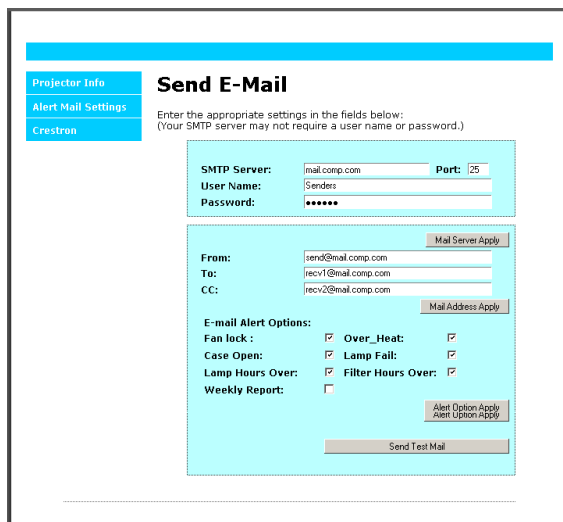 Projector Info
Alert Mail Settings
Crestron
Send E-Mail
Enter the appropriate settings in the fields below:
(Your SMTP server may not require a user name or password.)
SMTP Server: mail.comp.com Port: 25
User Name: Senders
Password: ●●●●●●
Mail Server Apply
From: send@mail.comp.com
To: recv1@mail.comp.com
CC: recv2@mail.comp.com
Mail Address Apply
E-mail Alert Options:
Fan lock : Over_Heat:
Case Open: Lamp Fail:
Lamp Hours Over: Filter Hours Over:
Weekly Report:
Alert Option Apply
Alert Option Apply
Send Test Mail